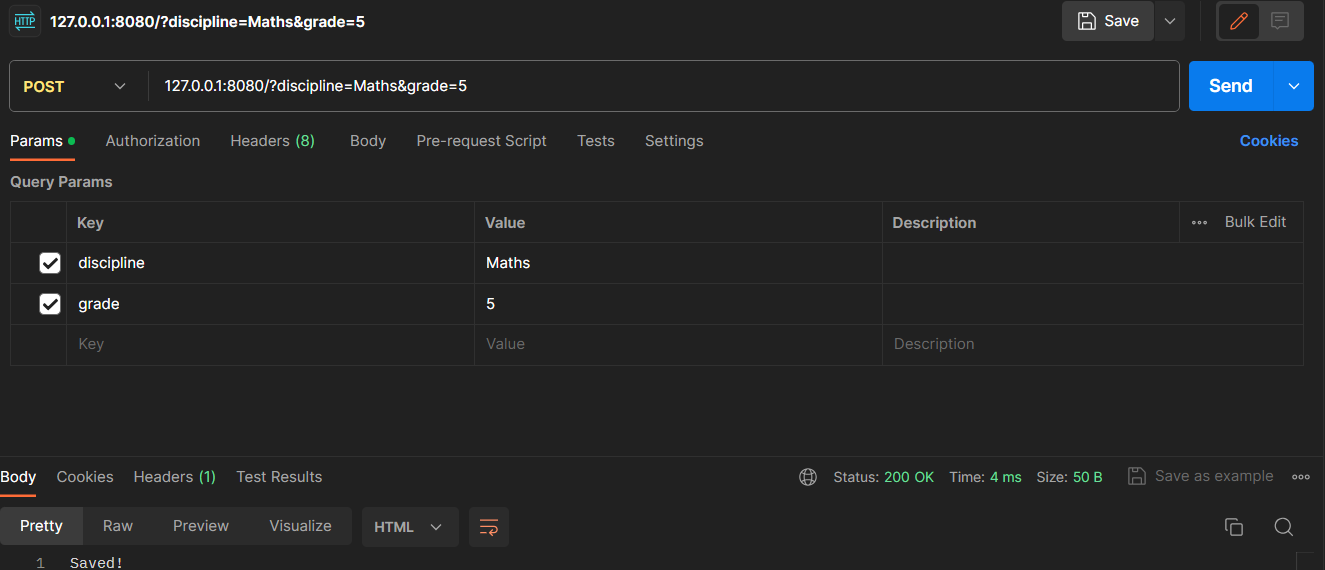 HTTP 127.0.0.1:8080/?discipline=Maths&grade=5 Save
POST 127.0.0.1:8080/?discipline=Maths&grade=5 Send
Params Authorization Headers (8) Body Pre-request Script Tests Settings Cookies
Query Params
Key Value Description Bulk Edit
discipline Maths
grade 5
Key Value Description
Body Cookies Headers (1) Test Results Status: 200 OK Time: 4 ms Size: 50 B Save as example
Pretty Raw Preview Visualize HTML
1 Saved!